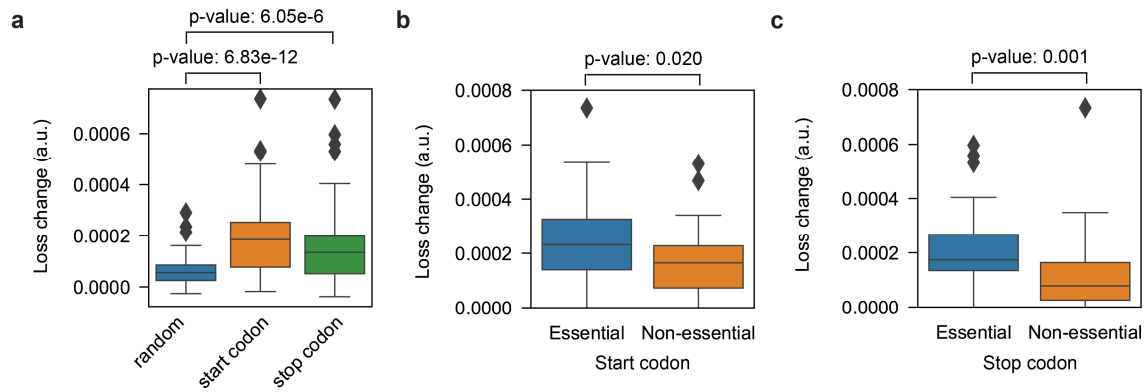 a
p-value: 6.05e-6
p-value: 6.83e-12
Loss change (a.u.)
0.0006
0.0004
0.0002
0.0000
random
start codon
stop codon
b
p-value: 0.020
Loss change (a.u.)
0.0008
0.0006
0.0004
0.0002
0.0000
Essential Non-essential
Start codon
c
p-value: 0.001
Loss change (a.u.)
0.0008
0.0006
0.0004
0.0002
0.0000
Essential Non-essential
Stop codon